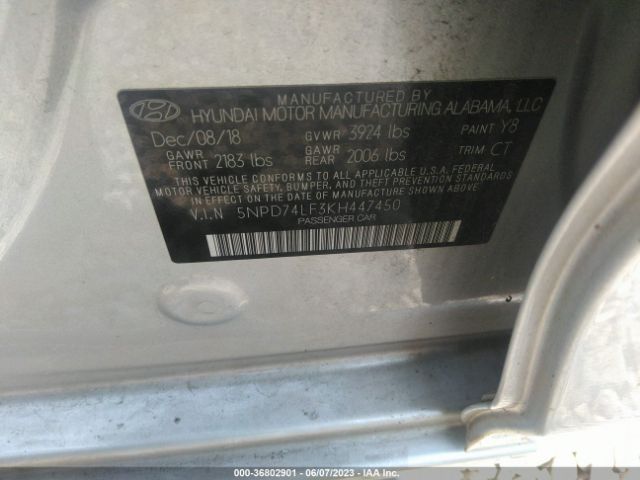 MANUFACTURED BY
HYUNDAI MOTOR MANUFACTURING ALABAMA, LLC
Dec/08/18 GVWR 3924 lbs PAINT Y8
GAWR FRONT 2183 lbs GAWR REAR 2006 lbs TRIM CT
THIS VEHICLE CONFORMS TO ALL APPLICABLE U.S.A. FEDERAL
MOTOR VEHICLE SAFETY, BUMPER, AND THEFT PREVENTION
STANDARDS IN EFFECT ON THE DATE OF MANUFACTURE SHOWN ABOVE.
V.I.N 5NPD74LF3KH447450
PASSENGER CAR
000-36802901 - 06/07/2023 - IAA Inc.